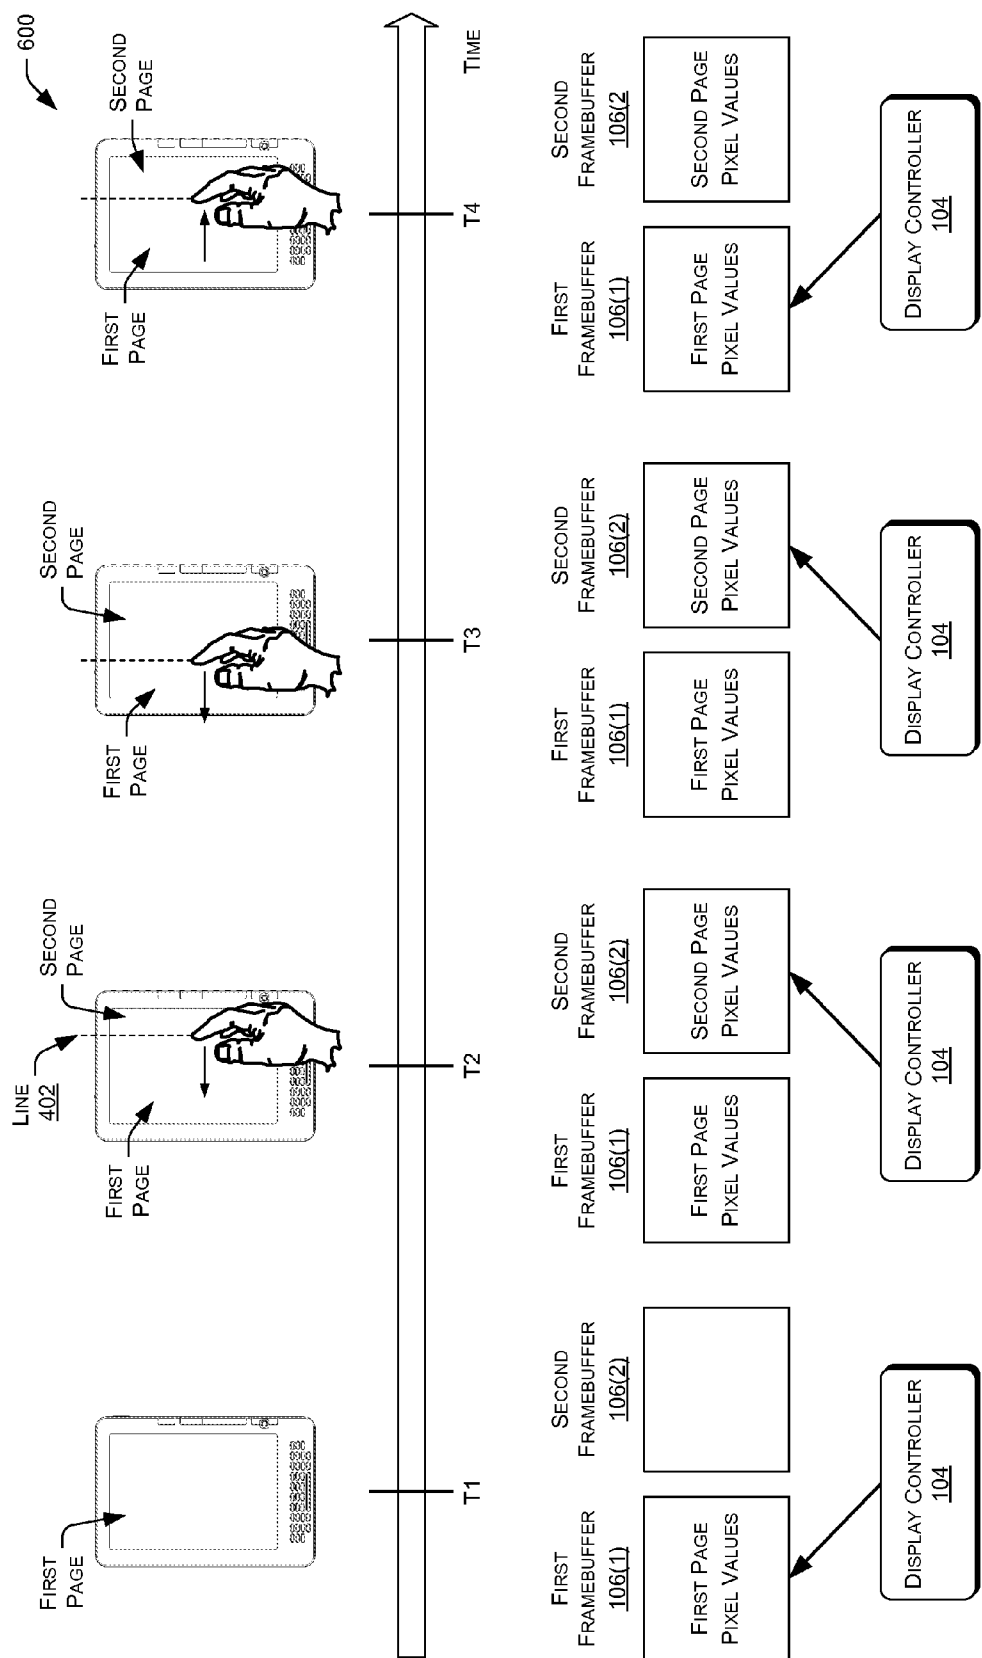 600
FIRST
PAGE
LINE
402
FIRST
PAGE
SECOND
PAGE
FIRST
PAGE
SECOND
PAGE
FIRST
PAGE
SECOND
PAGE
T1
T2
T3
T4
TIME
FIRST
FRAMEBUFFER
106(1)
SECOND
FRAMEBUFFER
106(2)
FIRST PAGE
PIXEL VALUES
DISPLAY CONTROLLER
104
FIRST
FRAMEBUFFER
106(1)
SECOND
FRAMEBUFFER
106(2)
FIRST PAGE
PIXEL VALUES
SECOND PAGE
PIXEL VALUES
DISPLAY CONTROLLER
104
FIRST
FRAMEBUFFER
106(1)
SECOND
FRAMEBUFFER
106(2)
FIRST PAGE
PIXEL VALUES
SECOND PAGE
PIXEL VALUES
DISPLAY CONTROLLER
104
FIRST
FRAMEBUFFER
106(1)
SECOND
FRAMEBUFFER
106(2
FIRST PAGE
PIXEL VALUES
SECOND PAGE
PIXEL VALUES
DISPLAY CONTROLLER
104